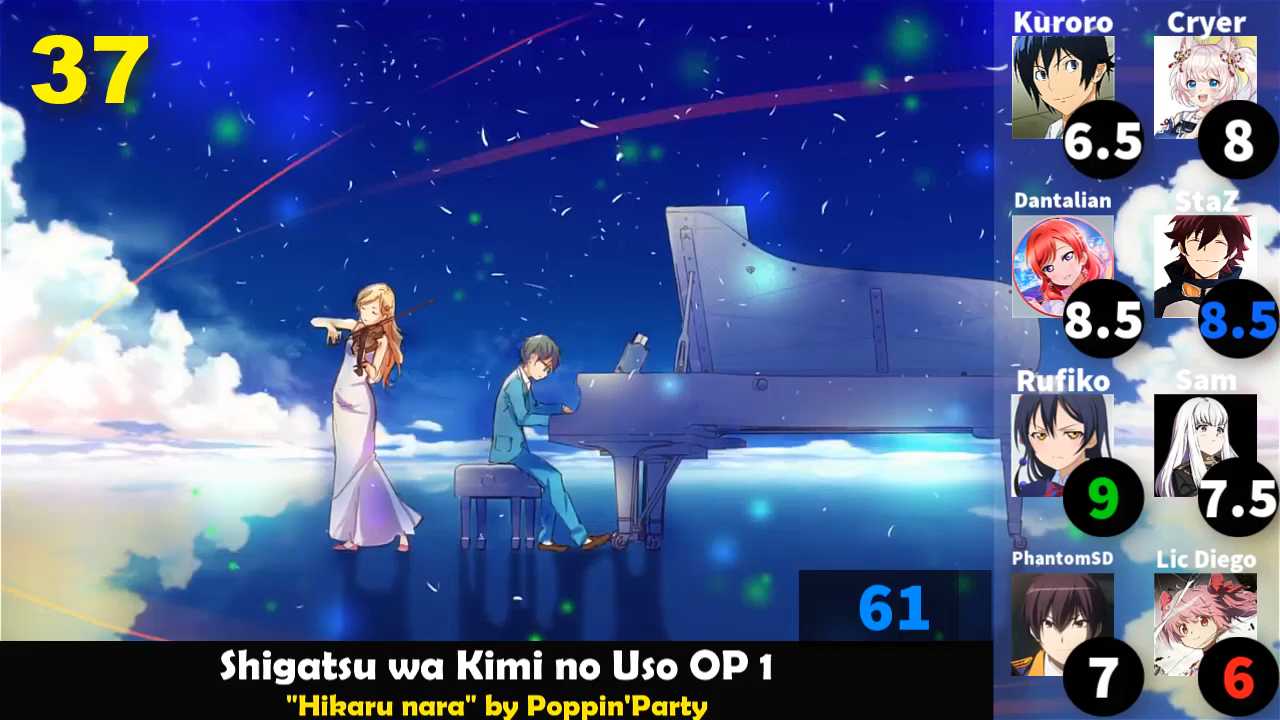 37
Kuroro
Cryer
6.5
8
Dantalian
StaZ
8.5
8.5
Rufiko
Sam
9
7.5
PhantomSD
Lic Diego
7
6
61
Shigatsu wa Kimi no Uso OP 1
"Hikaru nara" by Poppin'Party